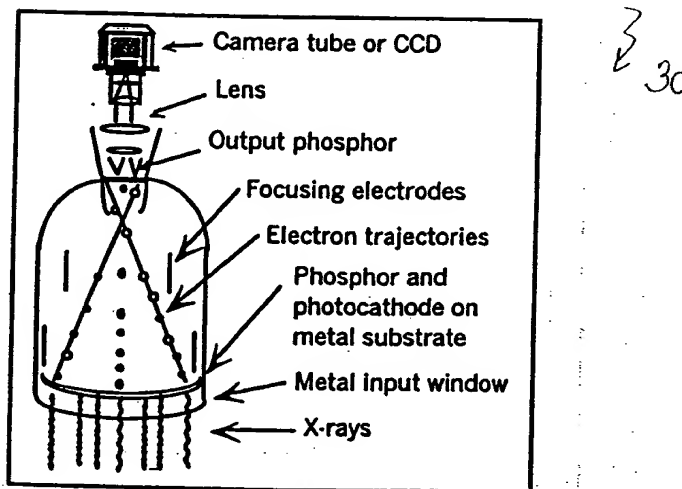 Camera tube or CCD
Lens
Output phosphor
Focusing electrodes
Electron trajectories
Phosphor and
photocathode on
metal substrate
Metal input window
X-rays